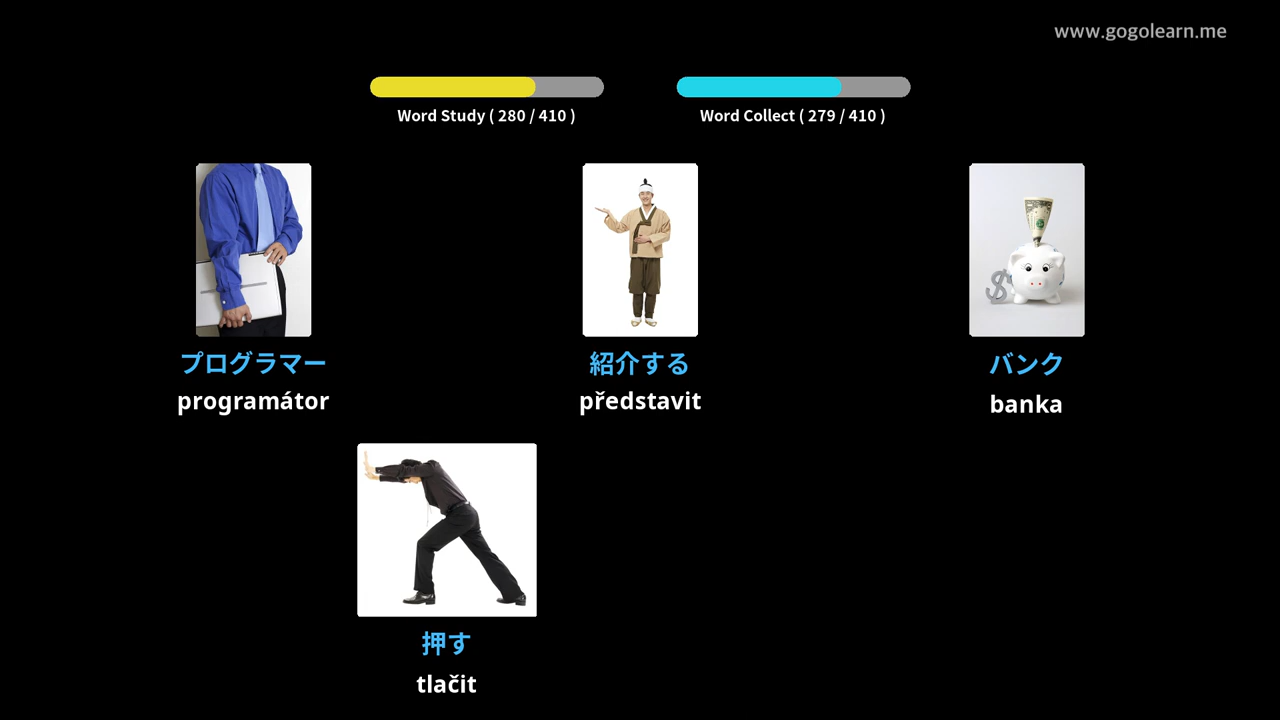 www.gogolearn.me
Word Study ( 280 / 410 )
Word Collect ( 279 / 410 )
プログラマー
programátor
紹介する
představit
バンク
banka
押す
tlačit